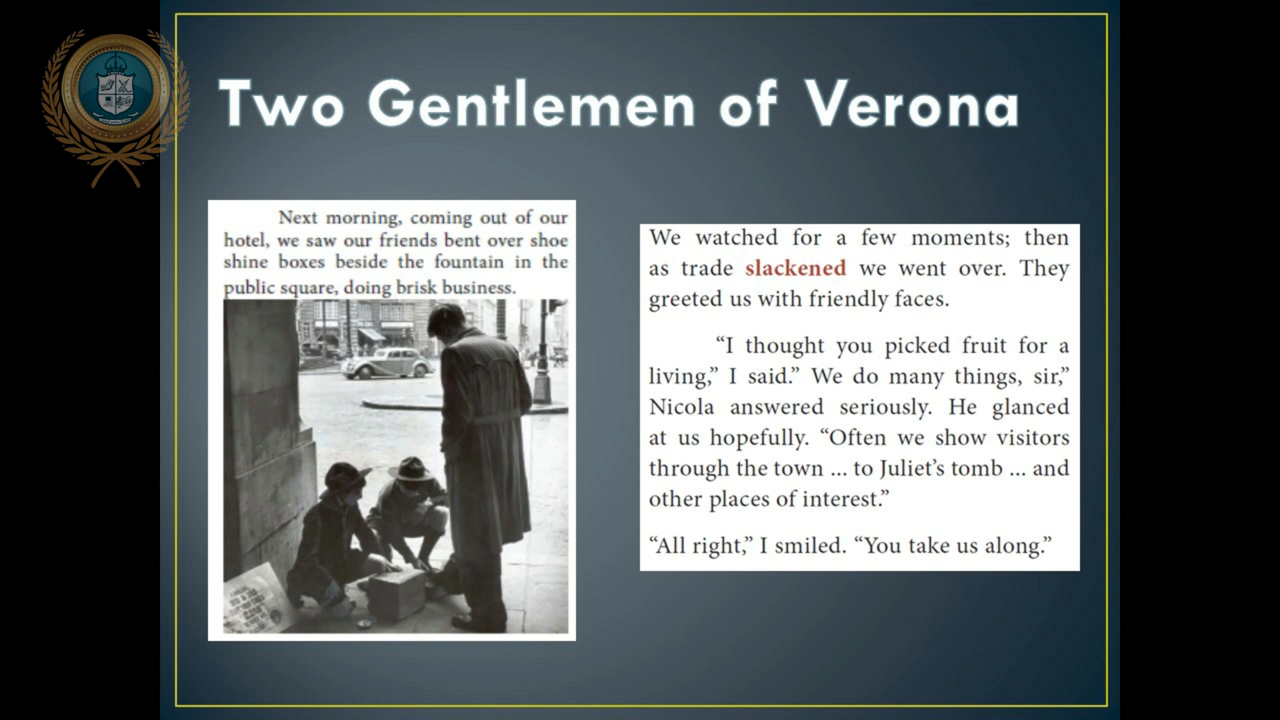 Two Gentlemen of Verona
Next morning, coming out of our
hotel, we saw our friends bent over shoe
shine boxes beside the fountain in the
public square, doing brisk business.
We watched for a few moments; then
as trade slackened we went over. They
greeted us with friendly faces.
“I thought you picked fruit for a
living,” I said.” We do many things, sir,”
Nicola answered seriously. He glanced
at us hopefully. “Often we show visitors
through the town ... to Juliet’s tomb ... and
other places of interest.”
“All right,” I smiled. “You take us along.”